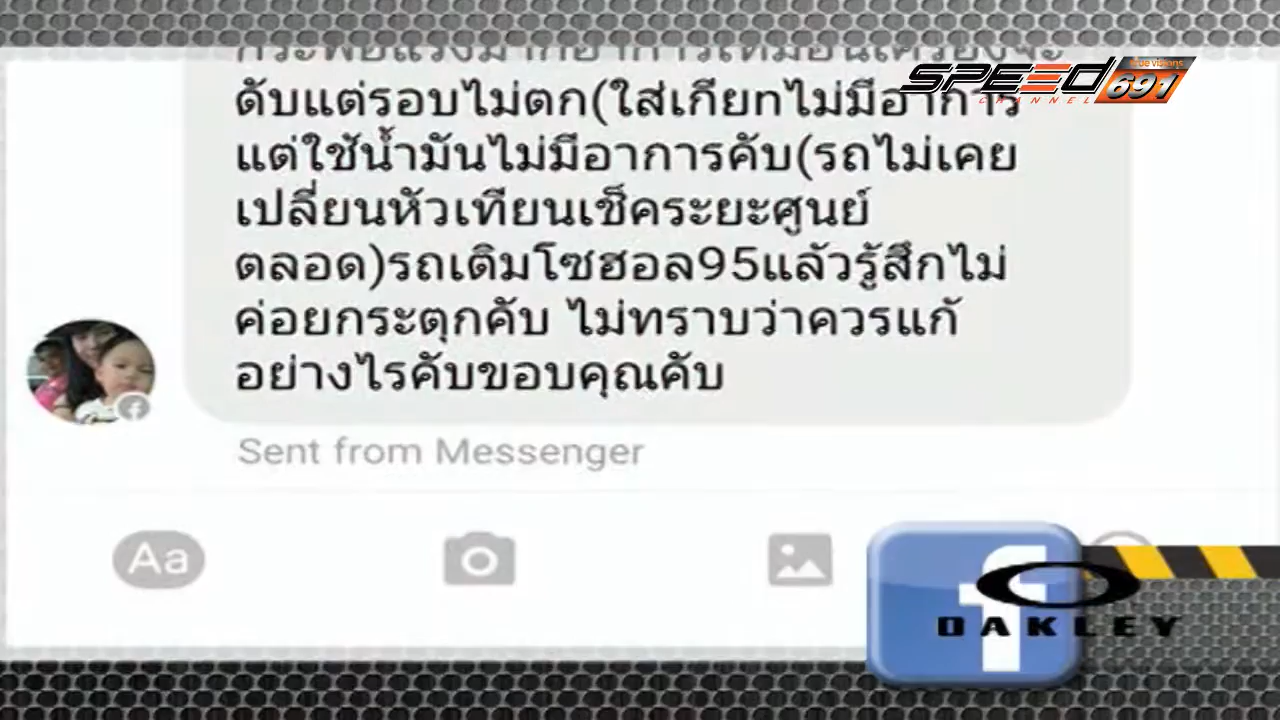 ดับแต่รอบไม่ตก(ใส่เกียกไม่มีอาการ
แต่ใช้น้ำมันไม่มีอาการคับ(รถไม่เคย
เปลี่ยนหัวเทียนเช็คระยะศูนย์
ตลอด)รถเติมโซฮอล95แล้วรู้สึกไม่
ค่อยกระตุกคับ ไม่ทราบว่าควรแก้
อย่างไรคับขอบคุณคับ
Sent from Messenger
Aa
SPEED
CHANNEL
true visions
691
f
OAKLEY